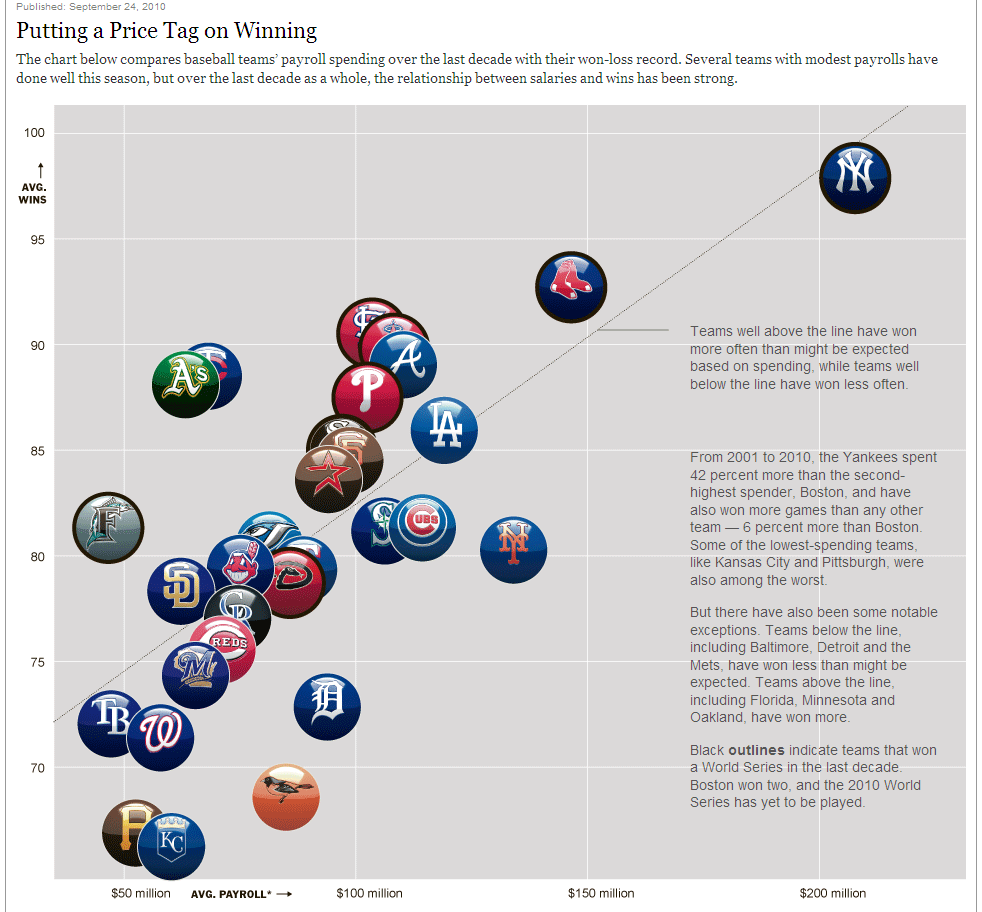 Published: September 24, 2010
Putting a Price Tag on Winning
The chart below compares baseball teams' payroll spending over the last decade with their won-loss record. Several teams with modest payrolls have
done well this season, but over the last decade as a whole, the relationship between salaries and wins has been strong.
100
↑
AVG.
WINS
95
90
85
80
75
70
NY
Teams well above the line have won
more often than might be expected
based on spending, while teams well
below the line have won less often.
A's
A
P
LA
F
S
CUBS
NY
SD
D
CR
REDS
M
TB
W
D
P
KC
From 2001 to 2010, the Yankees spent
42 percent more than the second-
highest spender, Boston, and have
also won more games than any other
team — 6 percent more than Boston.
Some of the lowest-spending teams,
like Kansas City and Pittsburgh, were
also among the worst.
But there have also been some notable
exceptions. Teams below the line,
including Baltimore, Detroit and the
Mets, have won less than might be
expected. Teams above the line,
including Florida, Minnesota and
Oakland, have won more.
Black outlines indicate teams that won
a World Series in the last decade.
Boston won two, and the 2010 World
Series has yet to be played.
$50 million AVG. PAYROLL* → $100 million $150 million $200 million